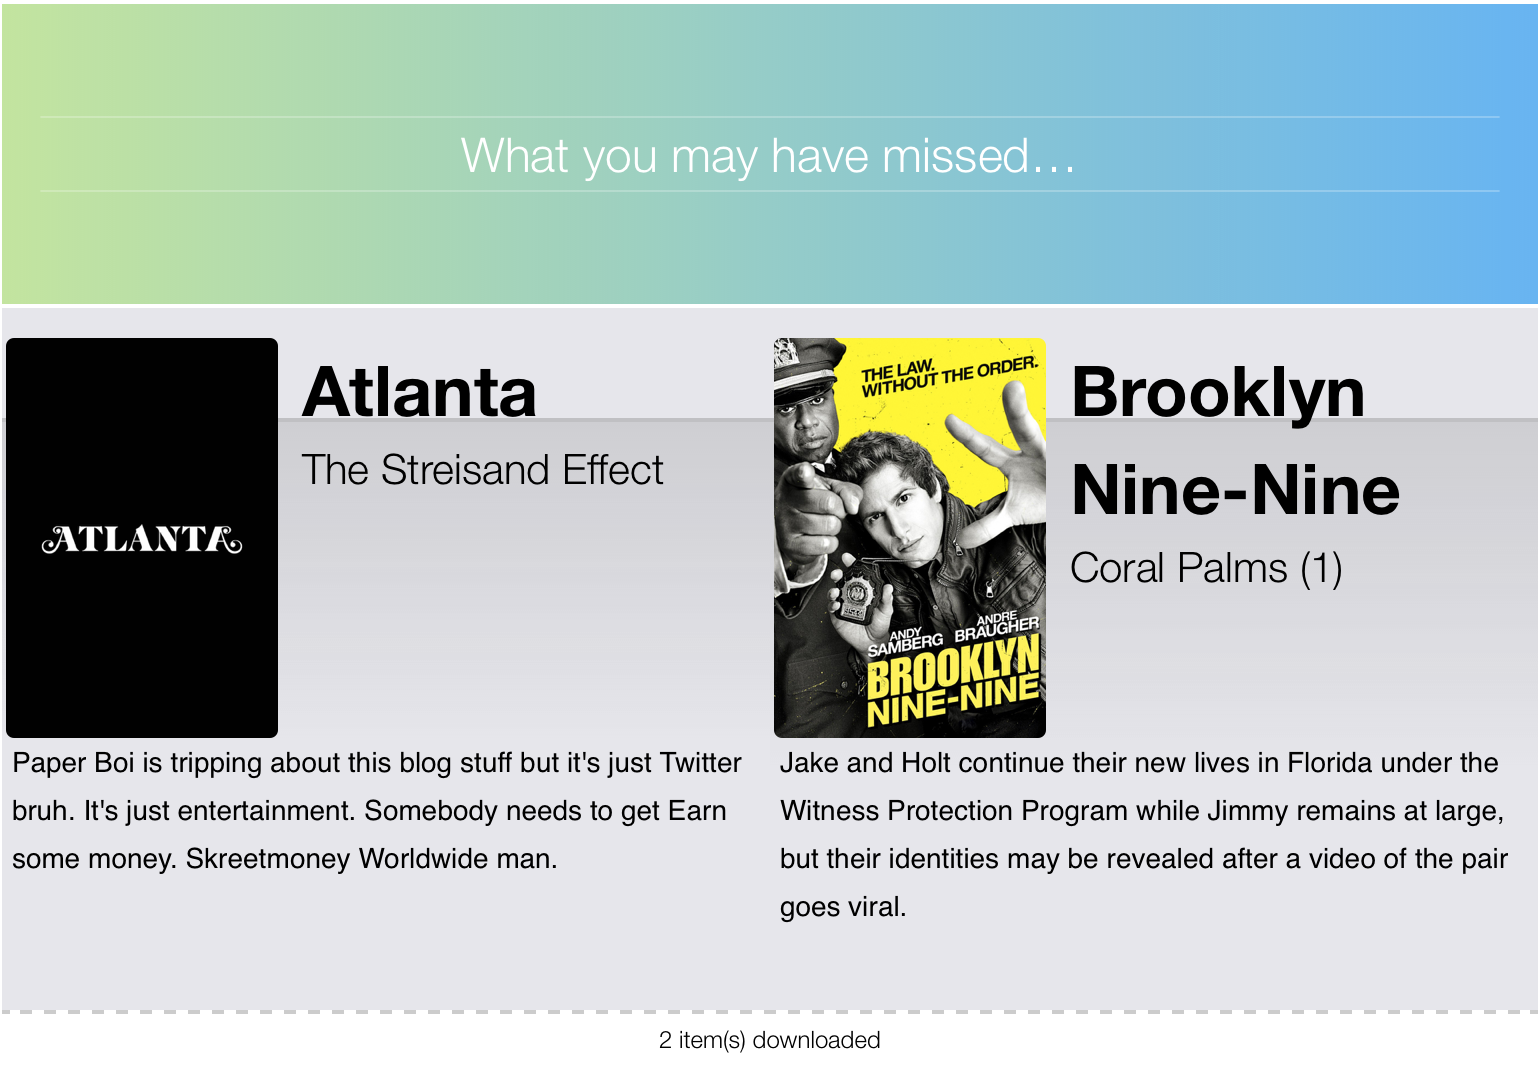 What you may have missed...
ATLANTA
Atlanta
The Streisand Effect
Paper Boi is tripping about this blog stuff but it's just Twitter
bruh. It's just entertainment. Somebody needs to get Earn
some money. Skreetmoney Worldwide man.
THE LAW.
WITHOUT THE ORDER.
ANDY
SAMBERG
ANDRE
BRAUGHER
BROOKLYN
NINE-NINE
Brooklyn
Nine-Nine
Coral Palms (1)
Jake and Holt continue their new lives in Florida under the
Witness Protection Program while Jimmy remains at large,
but their identities may be revealed after a video of the pair
goes viral.
2 item(s) downloaded